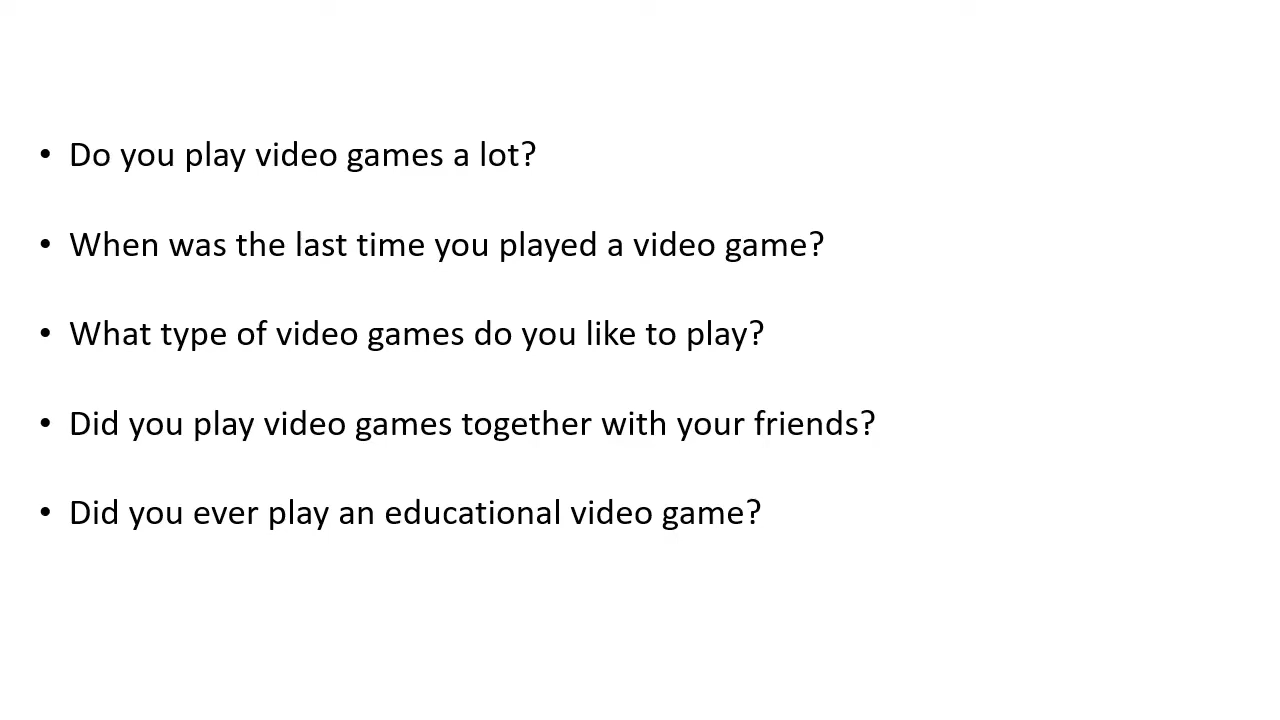 • Do you play video games a lot?
• When was the last time you played a video game?
• What type of video games do you like to play?
• Did you play video games together with your friends?
• Did you ever play an educational video game?